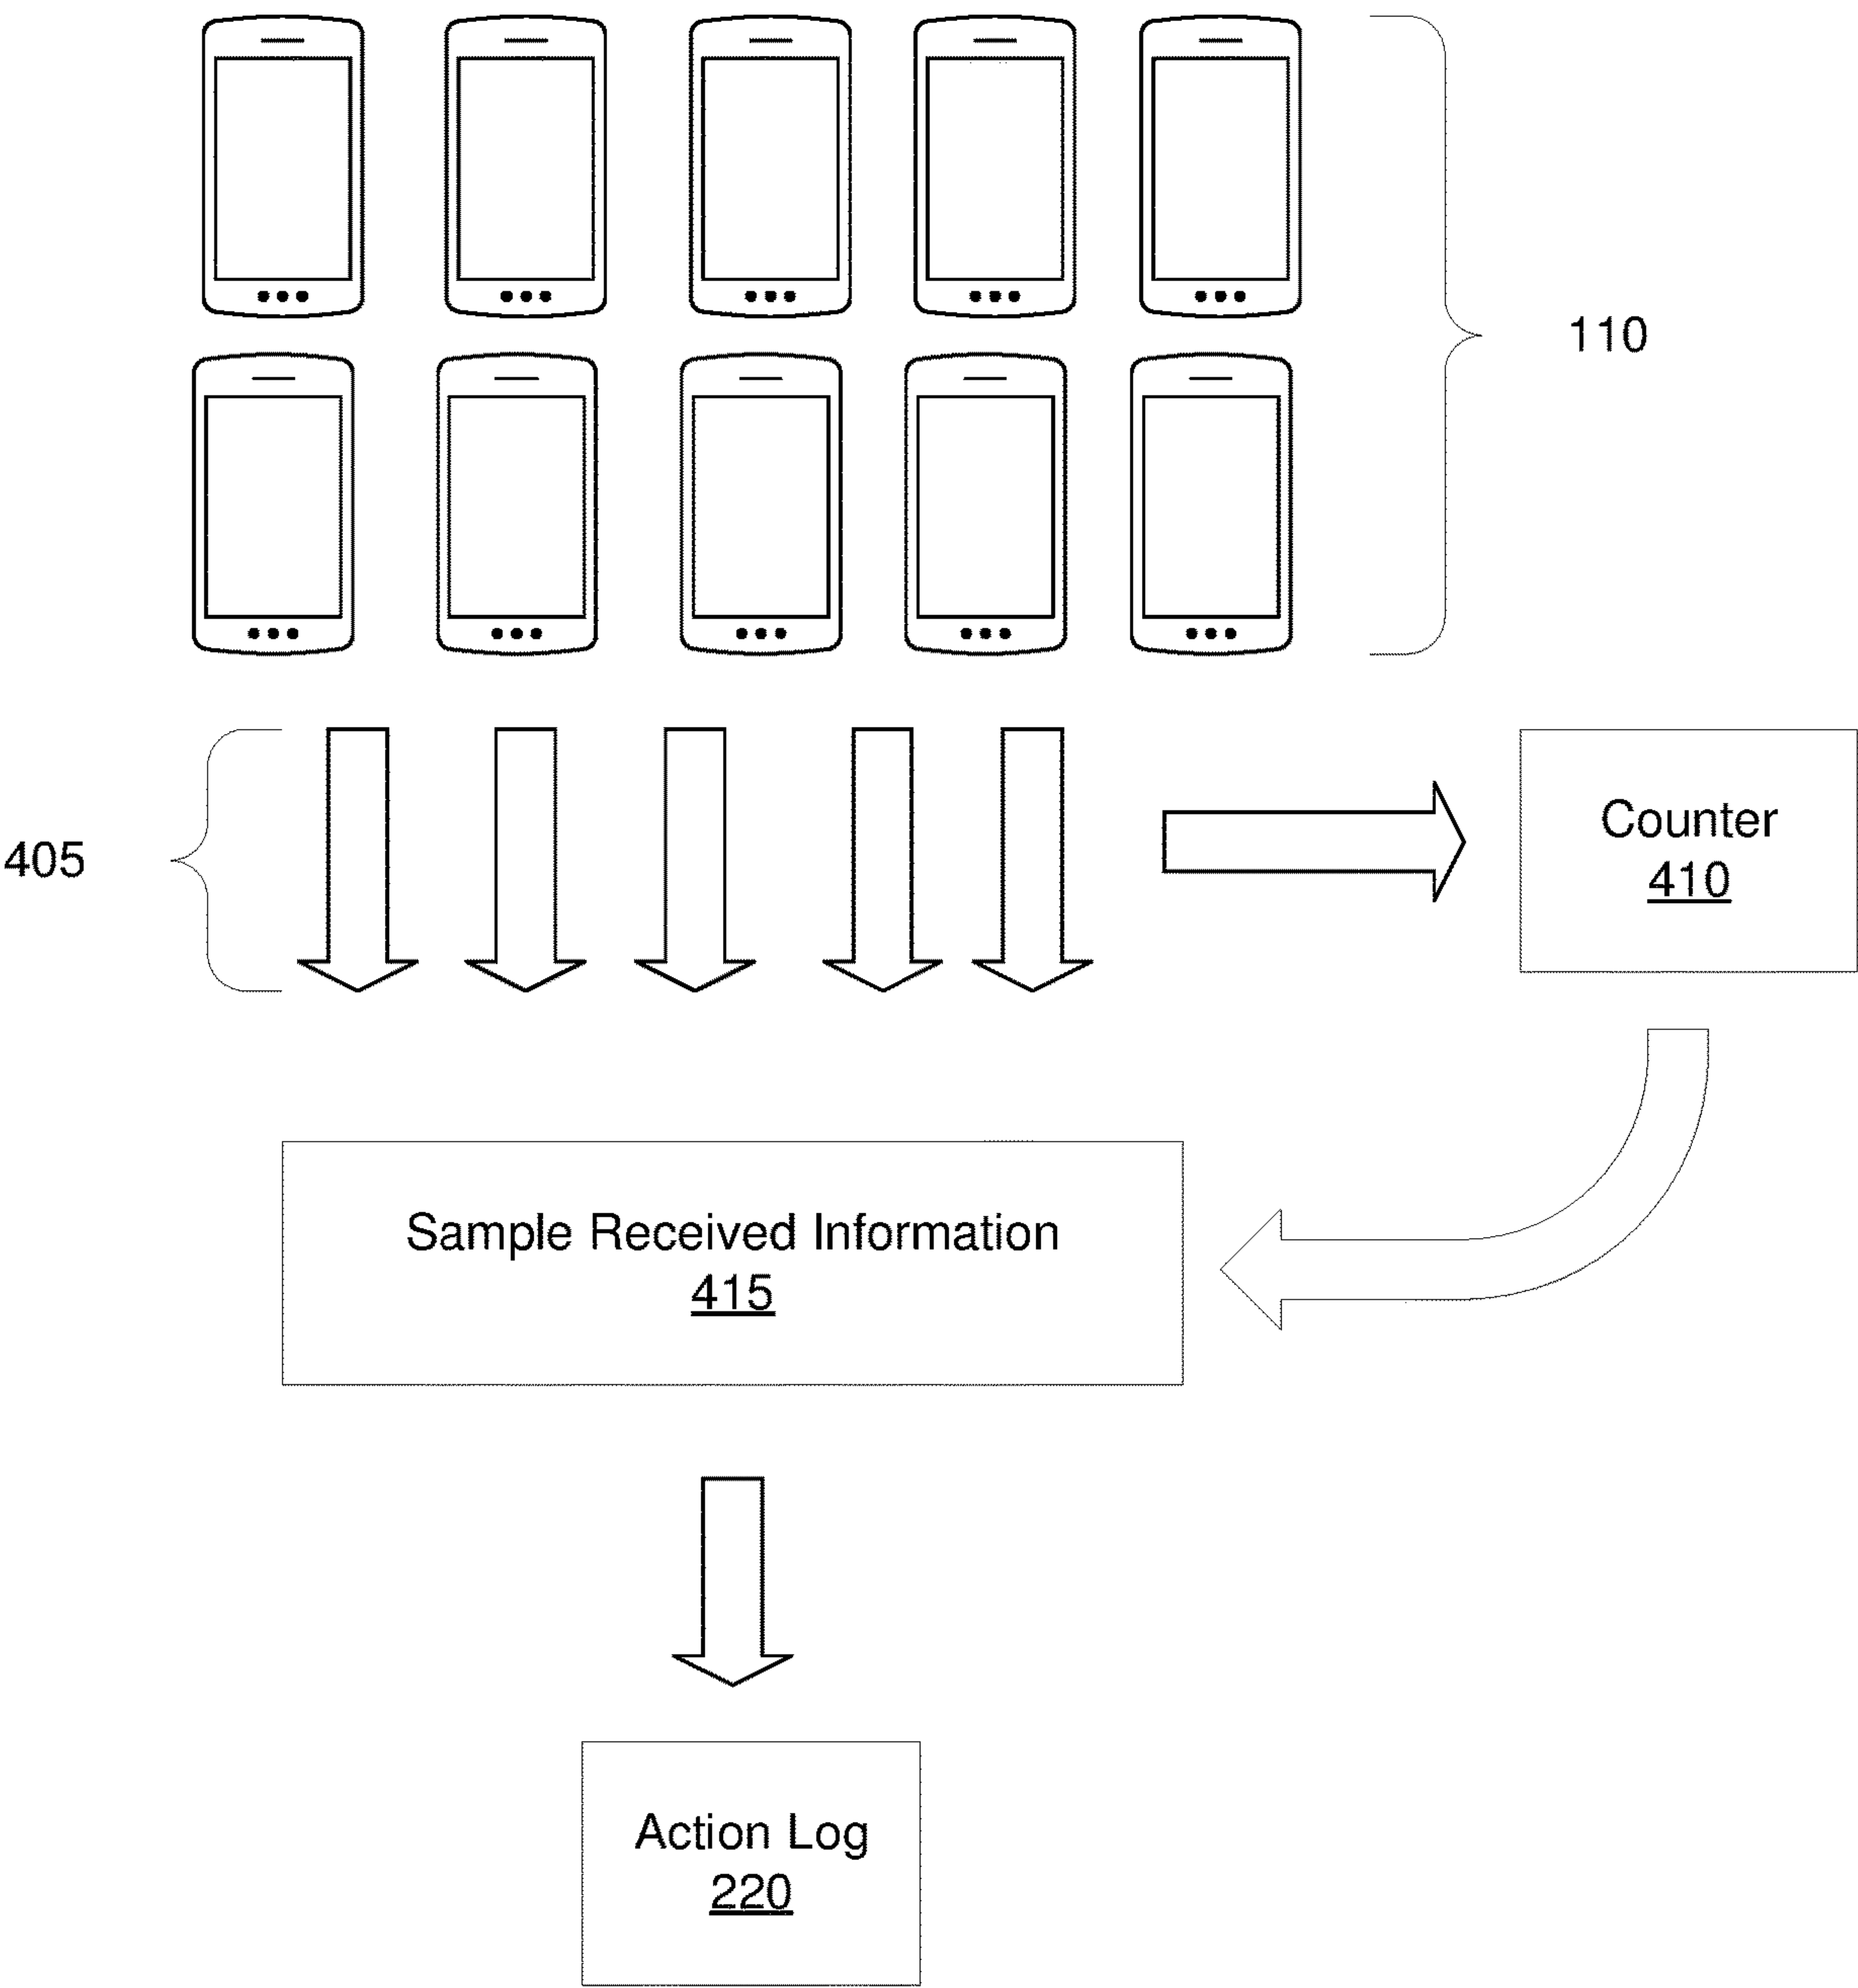 110
405
Counter
410
Sample Received Information
415
Action Log
220